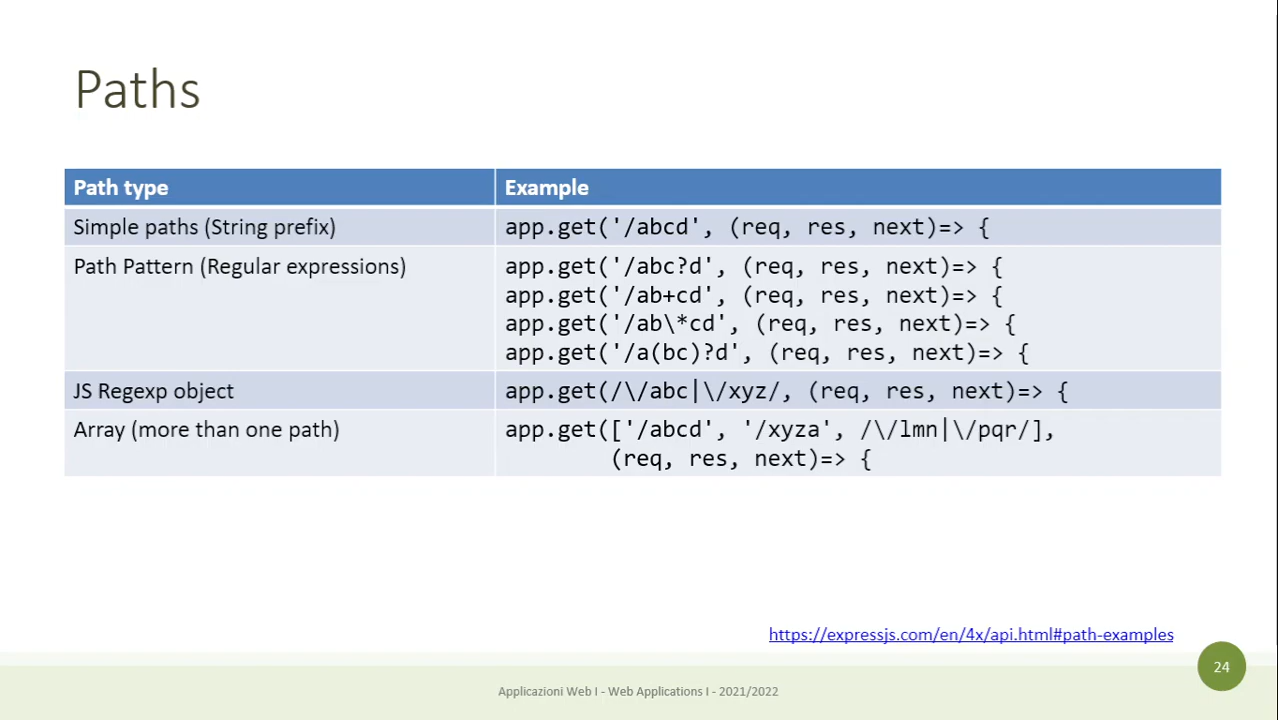 Paths
Path type
Example
Simple paths (String prefix)
app.get('/abcd', (req, res, next)=> {
Path Pattern (Regular expressions)
app.get('/abc?d', (req, res, next)=> {
app.get('/ab+cd', (req, res, next)=> {
app.get('/ab\*cd', (req, res, next)=> {
app.get('/a(bc)?d', (req, res, next)=> {
JS Regexp object
app.get(/\/abc|\/xyz/, (req, res, next)=> {
Array (more than one path)
app.get(['/abcd', '/xyza', /\/lmn|\/pqr/],
(req, res, next)=> {
https://expressjs.com/en/4x/api.html#path-examples
24
Applicazioni Web I - Web Applications I - 2021/2022